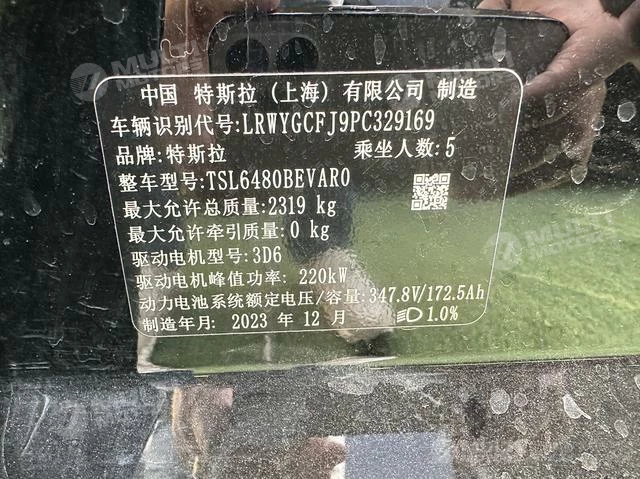 中国 特斯拉（上海）有限公司 制造
车辆识别代号:LRWYGCFJ9PC329169
品牌:特斯拉 乘坐人数:5
整车型号:TSL6480BEVAR0
最大允许总质量:2319 kg
最大允许牵引质量:0 kg
驱动电机型号:3D6
驱动电机峰值功率: 220kW
动力电池系统额定电压/容量:347.8V/172.5Ah
制造年月: 2023 年 12 月 1.0%